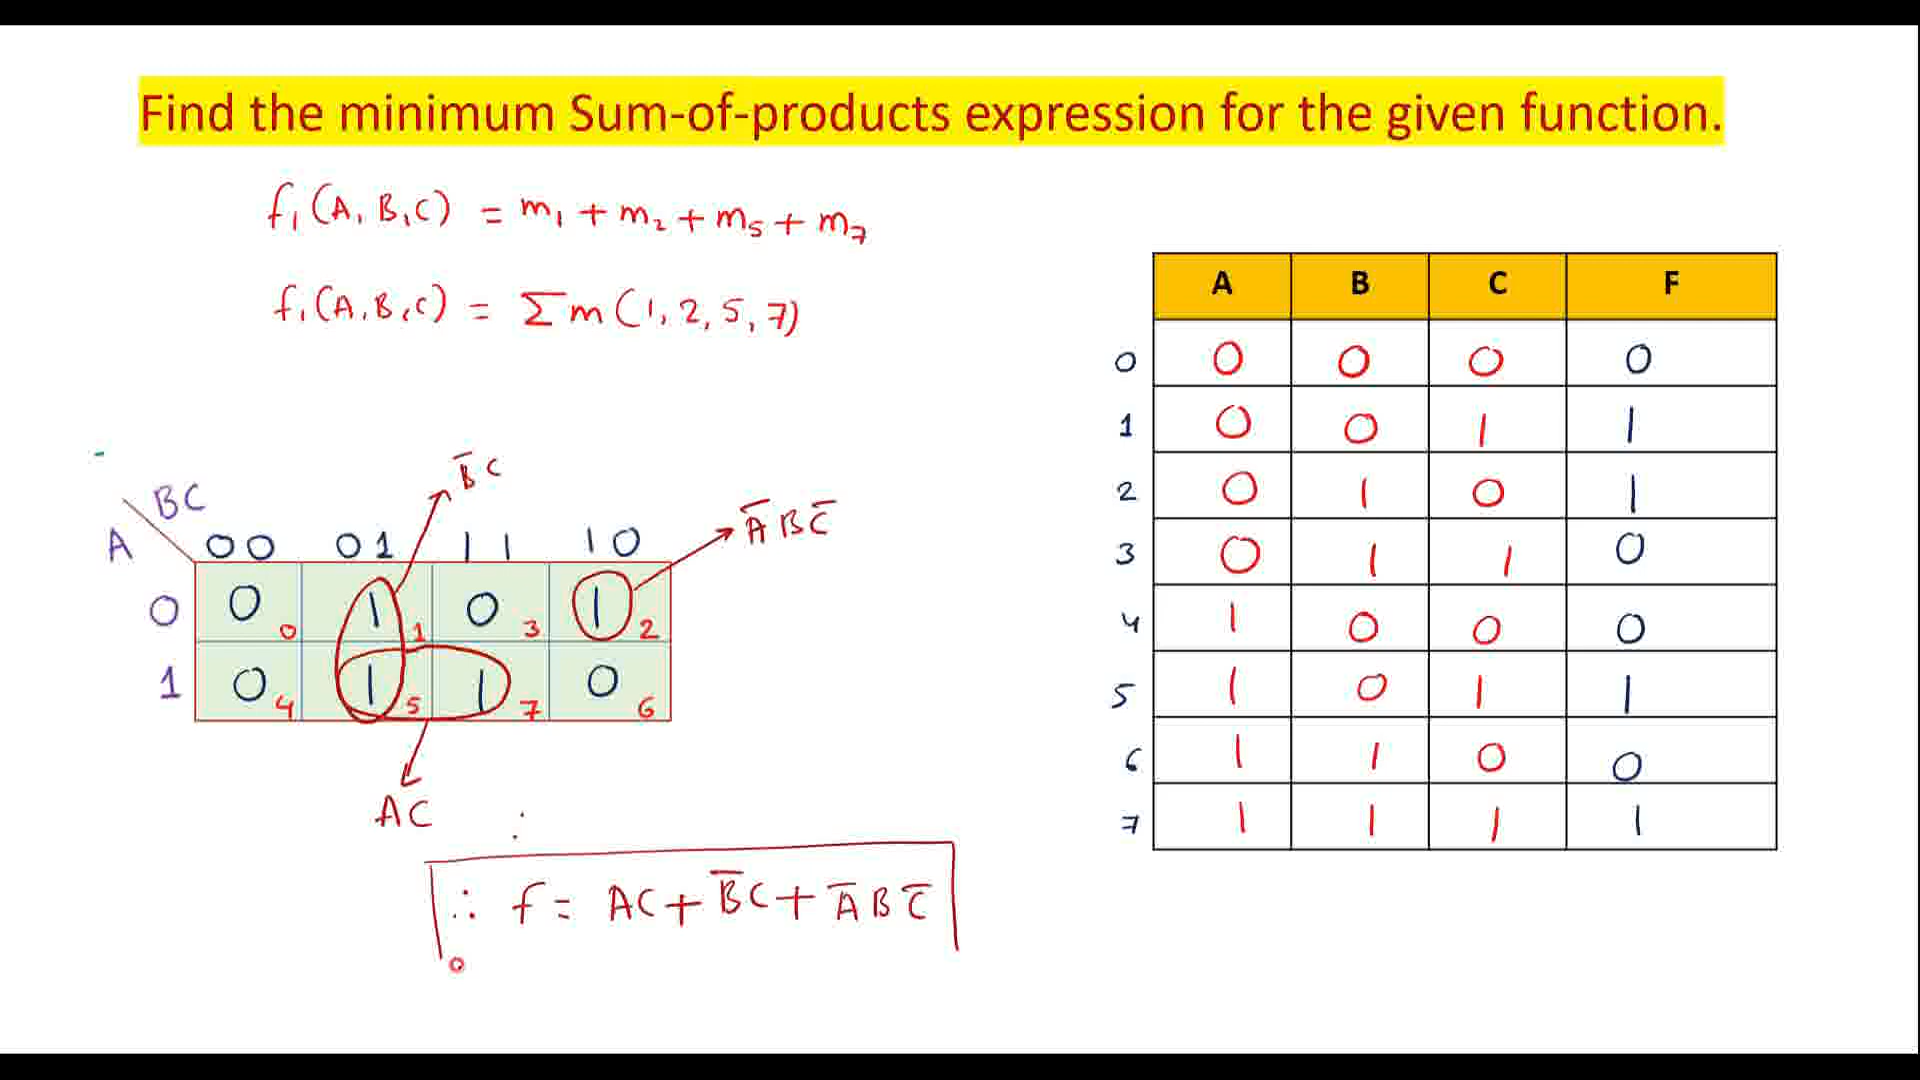 Find the minimum Sum-of-products expression for the given function.
f₁(A, B, C) = m₁ + m₂ + m₅ + m₇
f₁(A, B, C) = Σm(1, 2, 5, 7)
A B C F
0 0 0 0 0
1 0 0 1 1
2 0 1 0 1
3 0 1 1 0
4 1 0 0 0
5 1 0 1 1
6 1 1 0 0
7 1 1 1 1
B̅C
A̅BC̅
BC
A 00 01 11 10
0 0 0 1 1 0 3 1 2
1 0 4 1 5 1 7 0 6
AC
∴ f = AC + B̅C + A̅BC̅